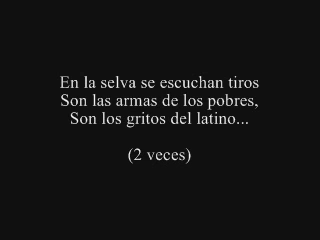 En la selva se escuchan tiros
Son las armas de los pobres,
Son los gritos del latino...
(2 veces)